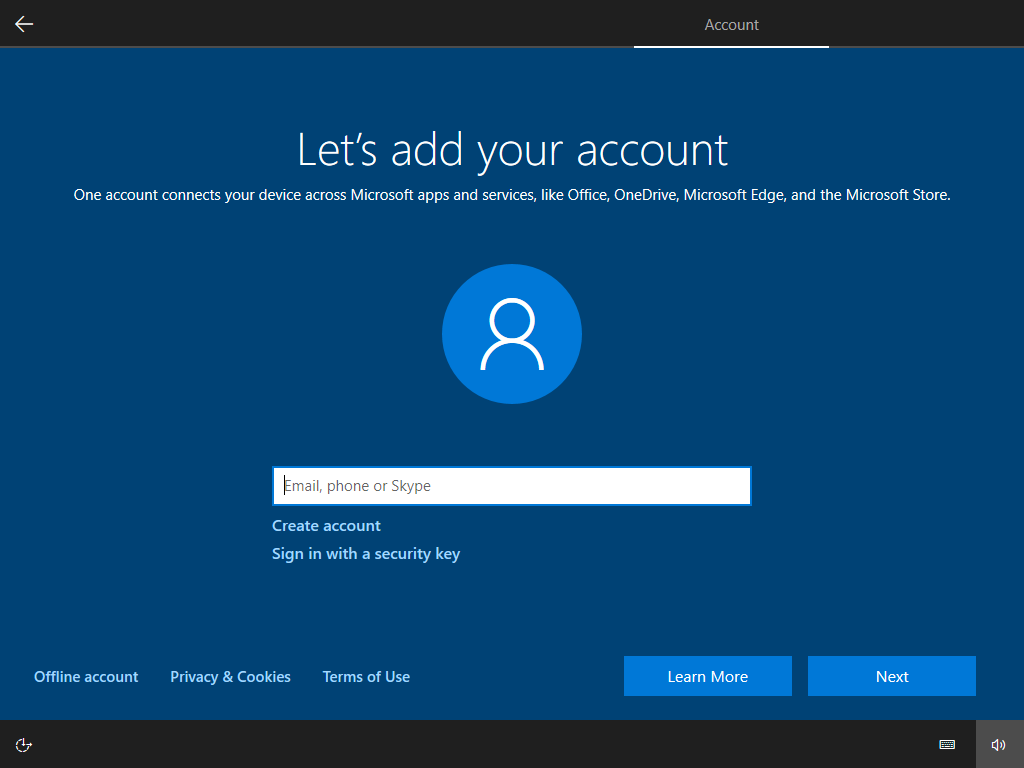 Account
Let's add your account
One account connects your device across Microsoft apps and services, like Office, OneDrive, Microsoft Edge, and the Microsoft Store.
Email, phone or Skype
Create account
Sign in with a security key
Offline account Privacy & Cookies Terms of Use Learn More Next